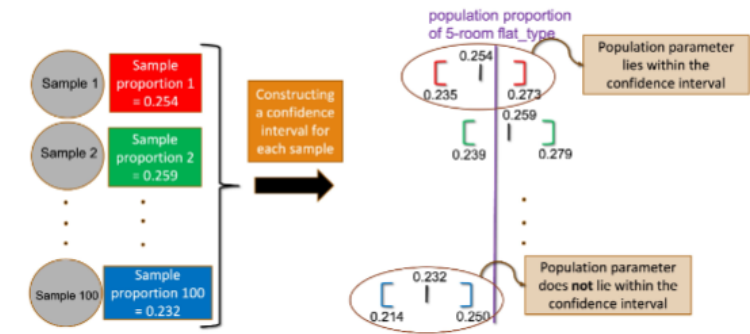 population proportion
of 5-room flat_type
Sample 1
Sample
proportion 1
= 0.254
Sample 2
Sample
proportion 2
= 0.259
Sample 100
Sample
proportion 100
= 0.232
Constructing
a confidence
interval for
each sample
0.254
0.235
0.273
Population parameter
lies within the
confidence interval
0.259
0.239
0.279
0.232
0.214
0.250
Population parameter
does not lie within the
confidence interval